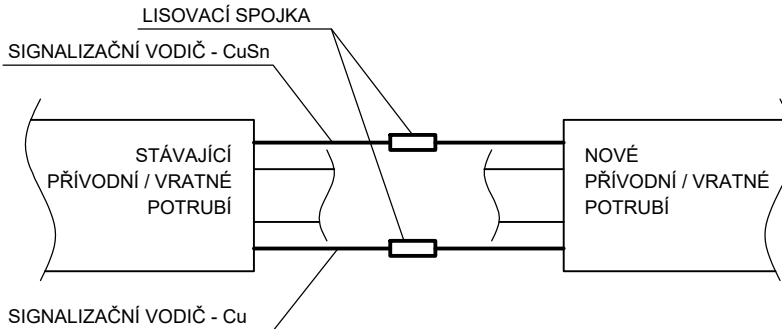 LISOVACÍ SPOJKA
SIGNALIZAČNÍ VODIČ - CuSn
STÁVAJÍCÍ
PŘÍVODNÍ / VRATNÉ
POTRUBÍ
NOVÉ
PŘÍVODNÍ / VRATNÉ
POTRUBÍ
SIGNALIZAČNÍ VODIČ - Cu